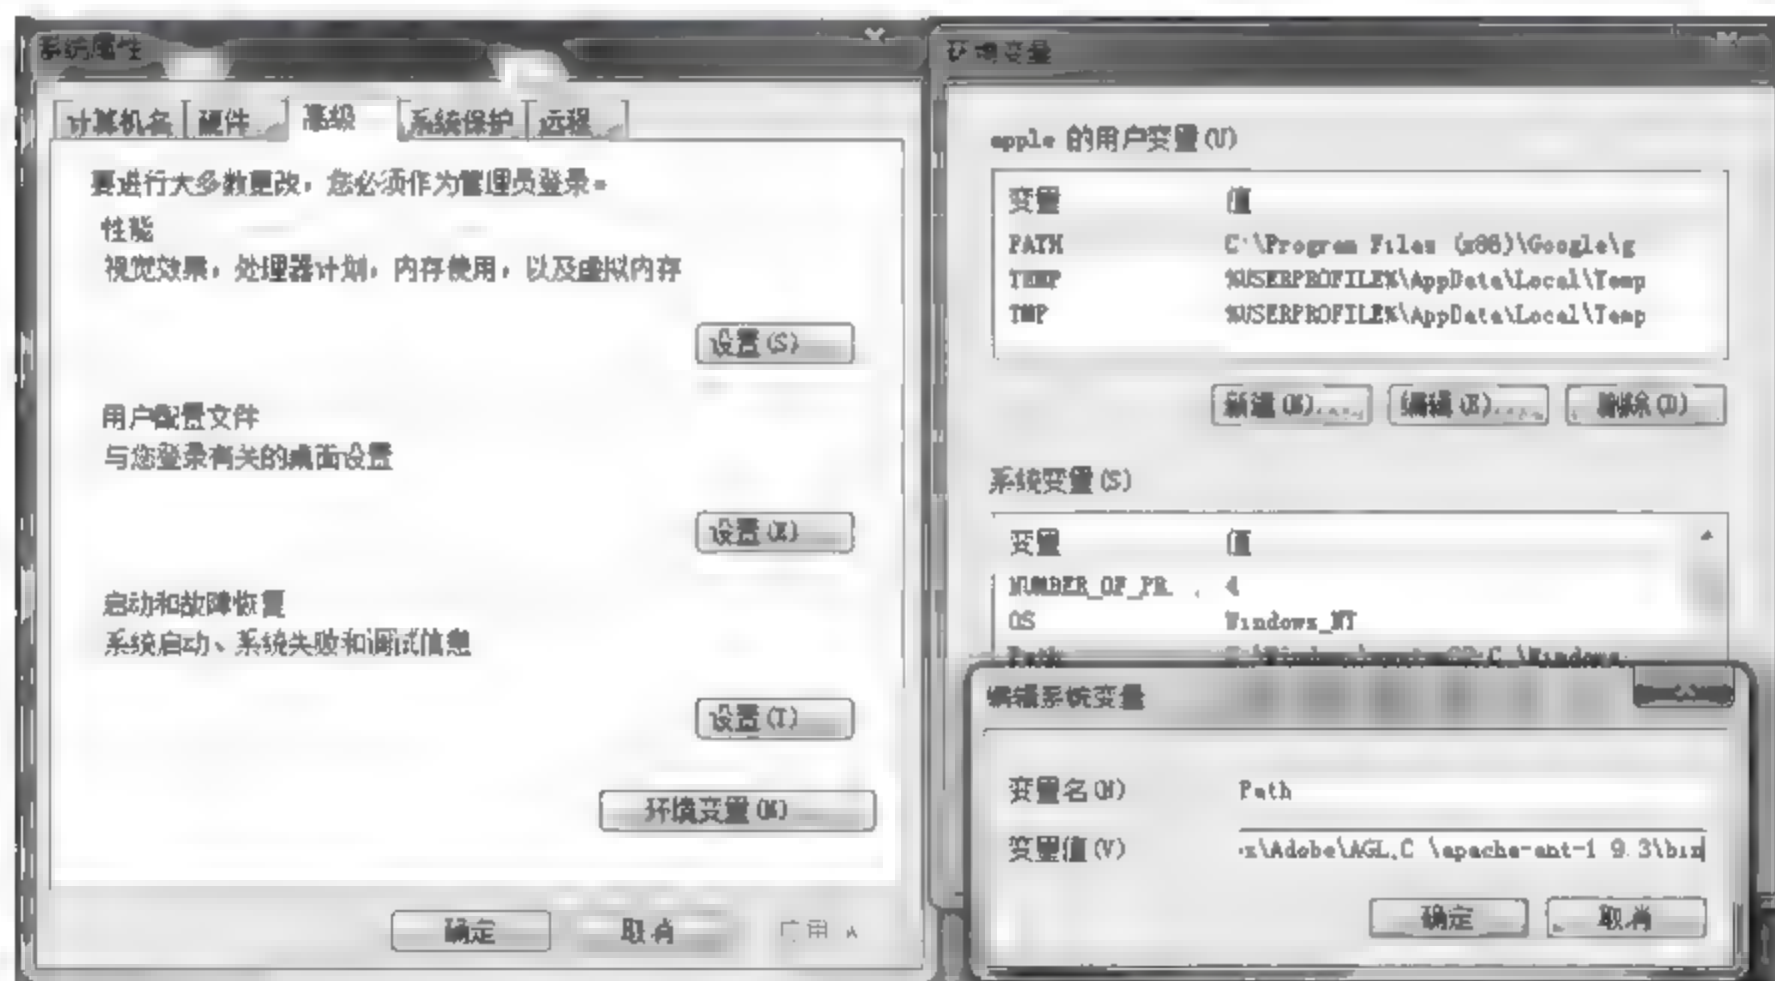 系统属性
计算机名 硬件 高级 系统保护 远程
要进行大多数更改，您必须作为管理员登录。
性能
视觉效果，处理器计划，内存使用，以及虚拟内存
设置(S)
用户配置文件
与您登录有关的桌面设置
设置(E)
启动和故障恢复
系统启动、系统失败和调试信息
设置(T)
环境变量(N)
确定 取消 应用
环境变量
apple 的用户变量(U)
变量 值
PATH C:\Program Files (x86)\Google\g
TEMP %USERPROFILE%\AppData\Local\Temp
TMP %USERPROFILE%\AppData\Local\Temp
新建(N)... 编辑(E)... 删除(D)
系统变量(S)
变量 值
NUMBER_OF_PR... 4
OS Windows_NT
Path
编辑系统变量
变量名(N) Path
变量值(V) x\Adobe\AGL;C:\apache-ant-1.9.3\bin
确定 取消